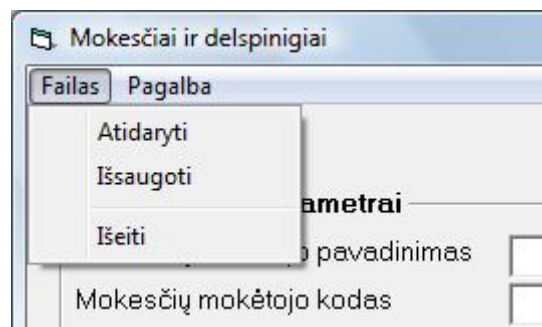 Mokesčiai ir delspinigiai
Failas Pagalba
Atidaryti
Išsaugoti
Išeiti
pavadinimas
Mokesčių mokėtojo kodas